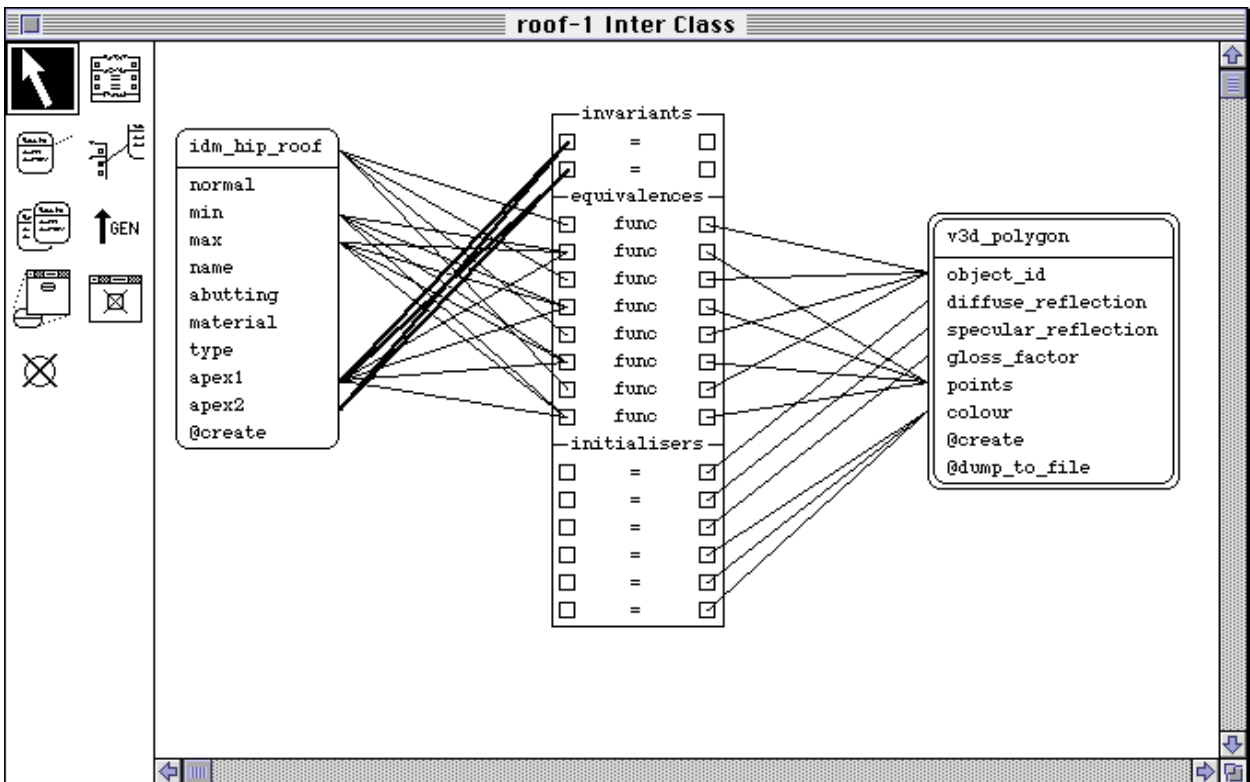 roof-1 Inter Class
GEN
idm_hip_roof
normal
min
max
name
abutting
material
type
apex1
apex2
@create
invariants
=
=
equivalences
func
func
func
func
func
func
func
func
initialisers
=
=
=
=
=
=
v3d_polygon
object_id
diffuse_reflection
specular_reflection
gloss_factor
points
colour
@create
@dump_to_file